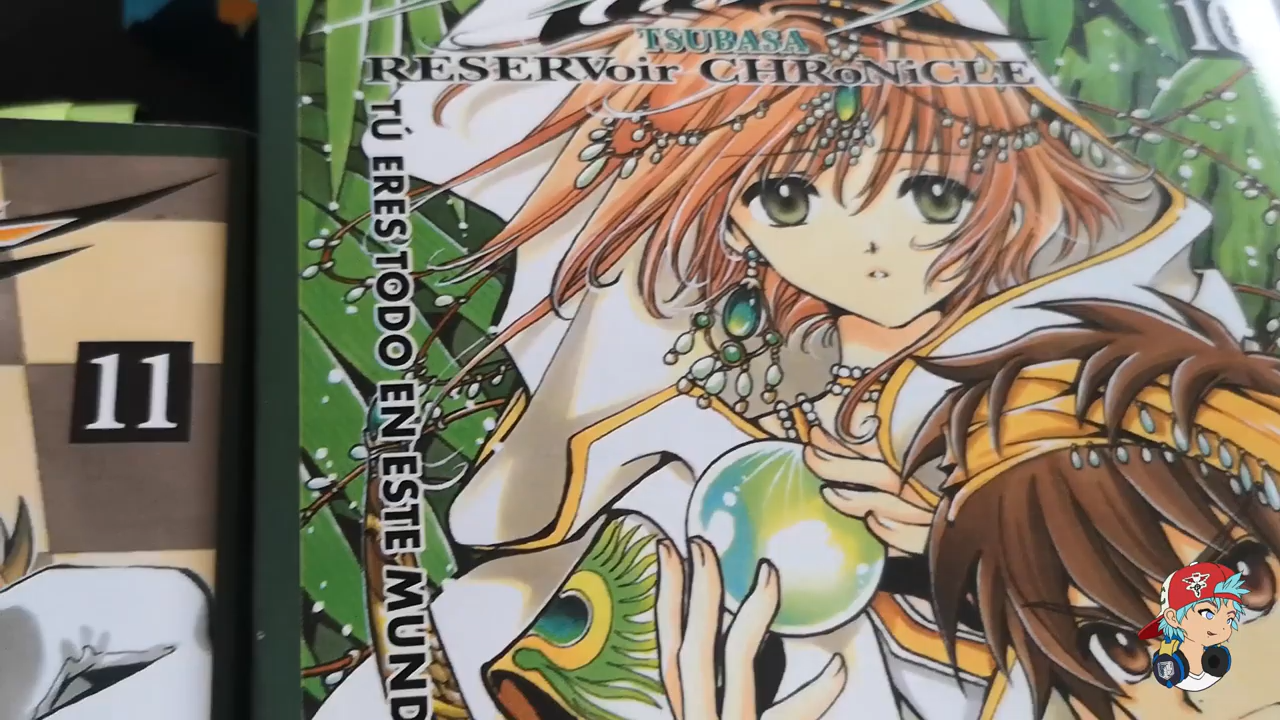 TSUBASA
RESERVoir CHRoNiCLE
TÚ ERES TODO EN ESTE MUND
11